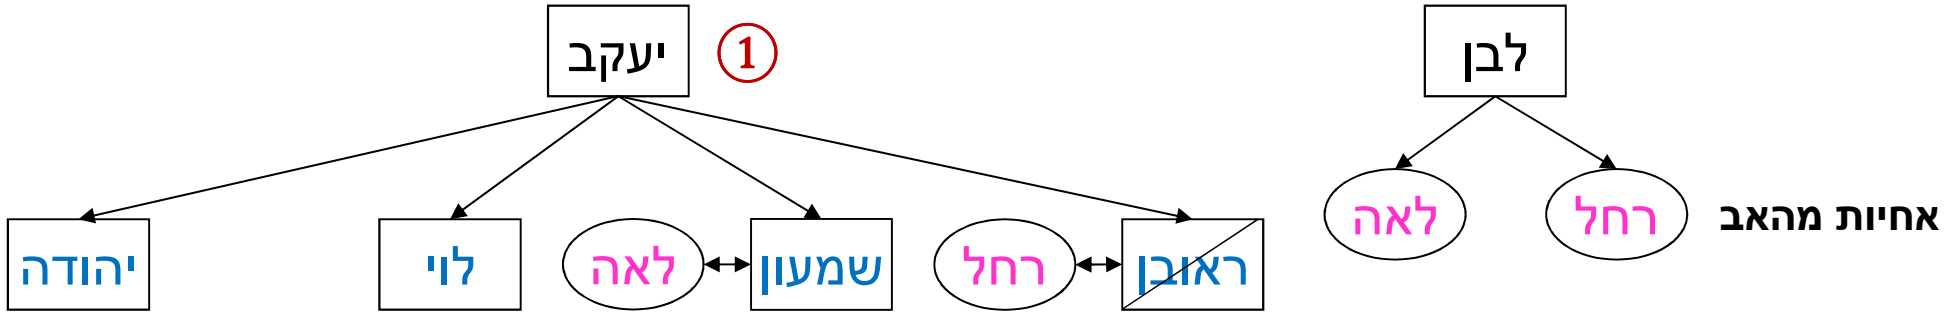 לבן
① יעקב
אחיות מהאב
רחל
לאה
ראובן
רחל
שמעון
לאה
לוי
יהודה